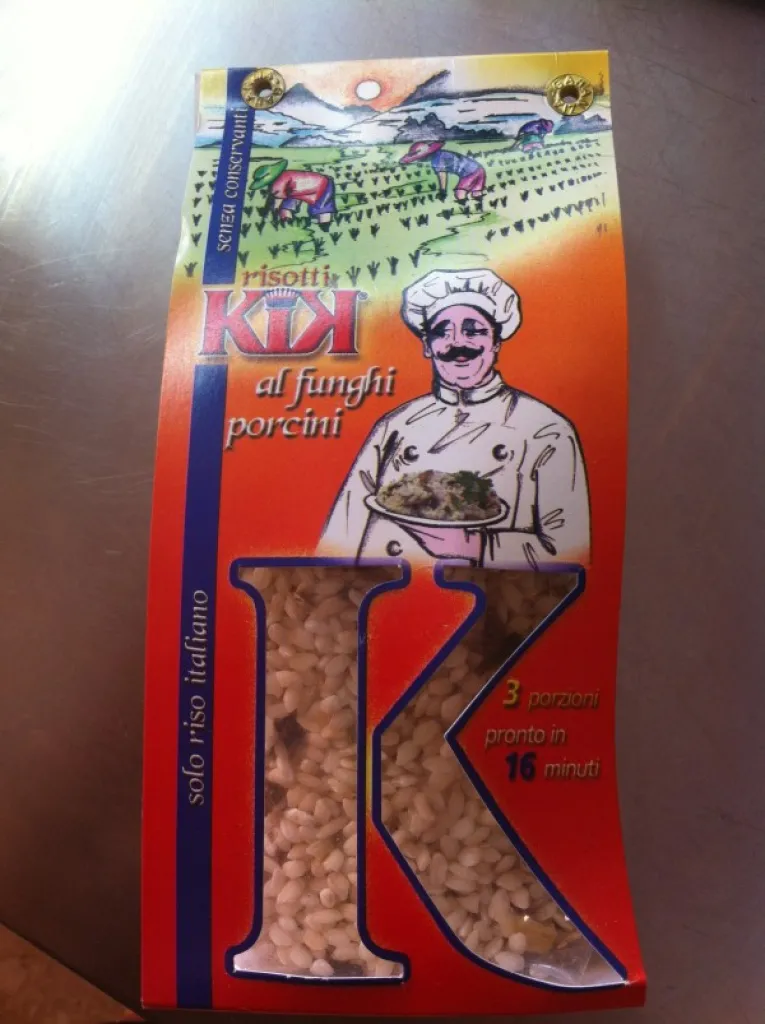 senza conservanti
risotti
KiK
al funghi
porcini
solo riso italiano
3 porzioni
pronto in
16 minuti